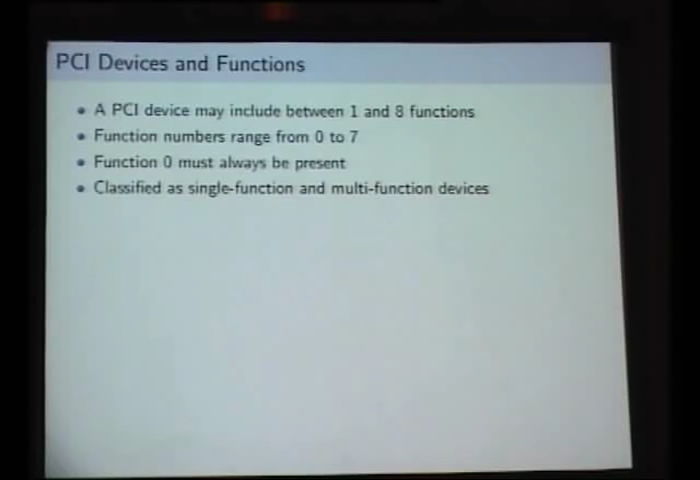 PCI Devices and Functions
• A PCI device may include between 1 and 8 functions
• Function numbers range from 0 to 7
• Function 0 must always be present
• Classified as single-function and multi-function devices